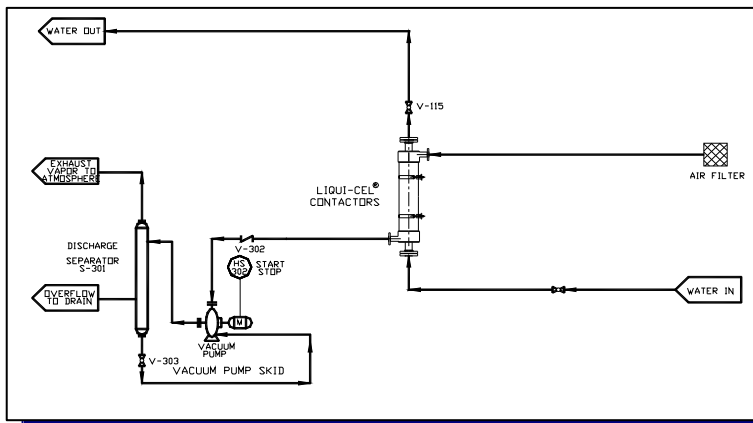 WATER OUT
V-115
EXHAUST
VAPOR TO
ATMOSPHERE
AIR FILTER
LIQUI-CEL®
CONTACTORS
DISCHARGE
SEPARATOR
S-301
V-302
HS
302
START
STOP
OVERFLOW
TO DRAIN
WATER IN
M
VACUUM
PUMP
V-303
VACUUM PUMP SKID